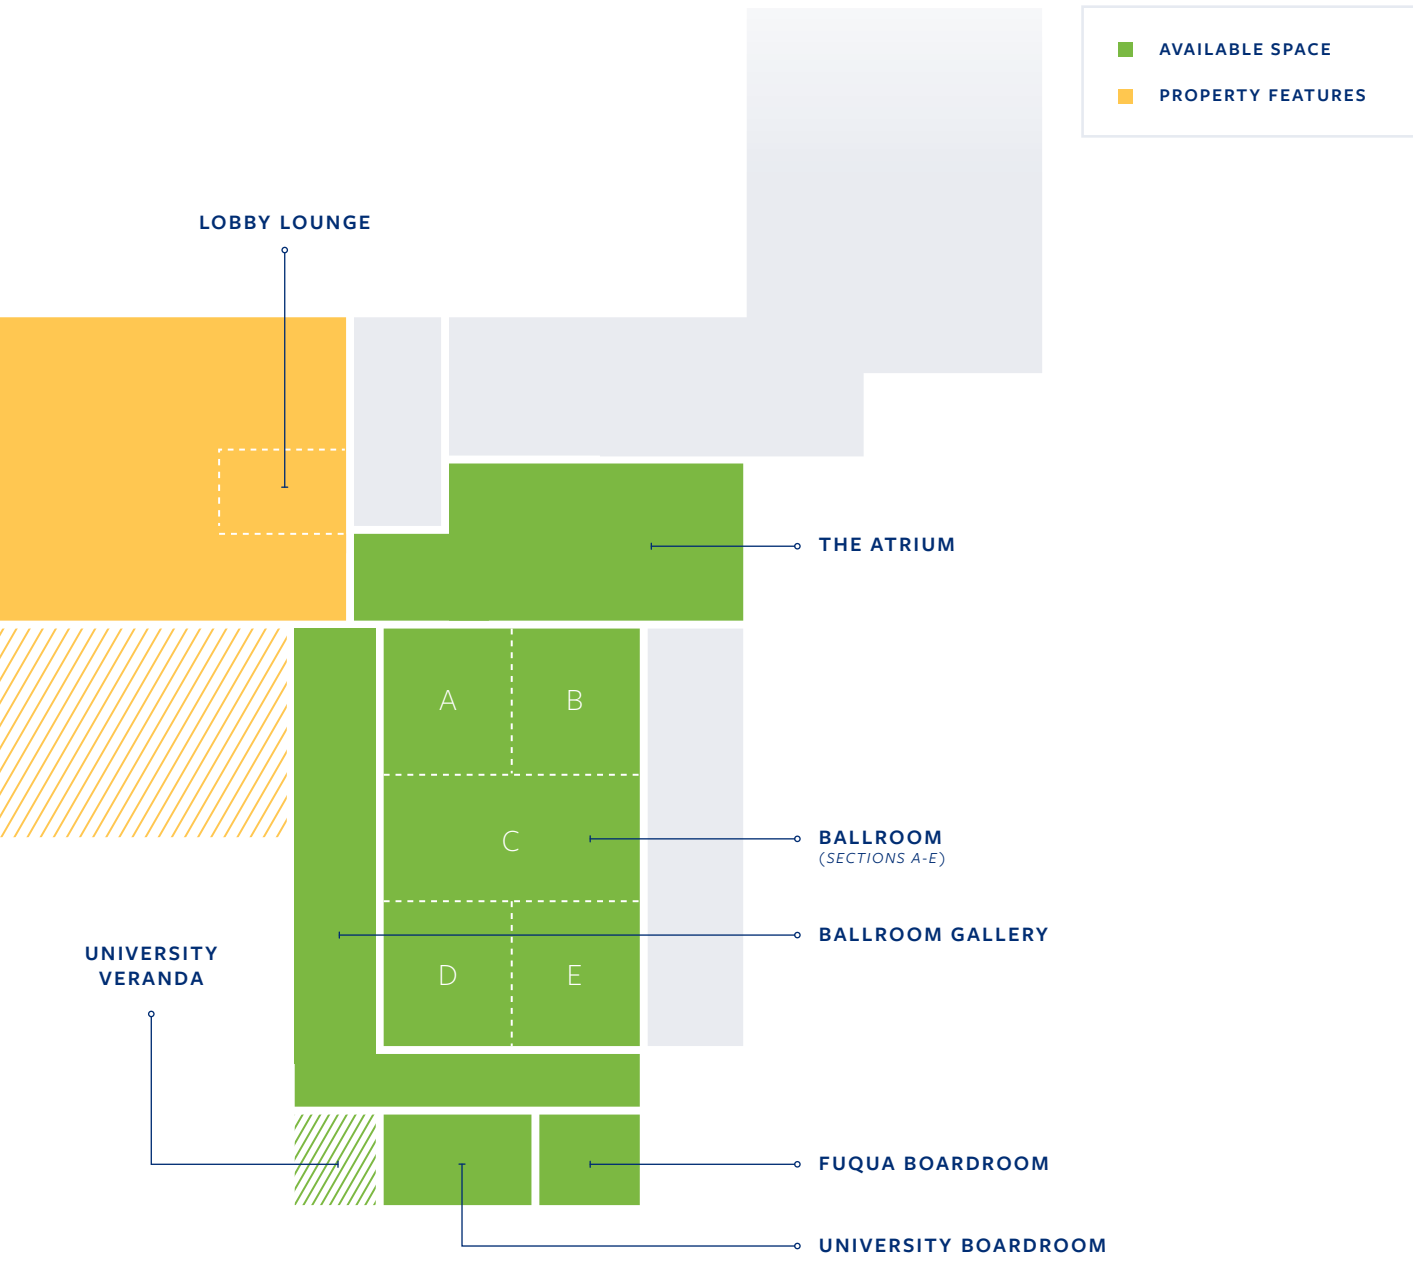 AVAILABLE SPACE
PROPERTY FEATURES
LOBBY LOUNGE
THE ATRIUM
A
B
C
BALLROOM
(SECTIONS A-E)
BALLROOM GALLERY
UNIVERSITY
VERANDA
D
E
FUQUA BOARDROOM
UNIVERSITY BOARDROOM